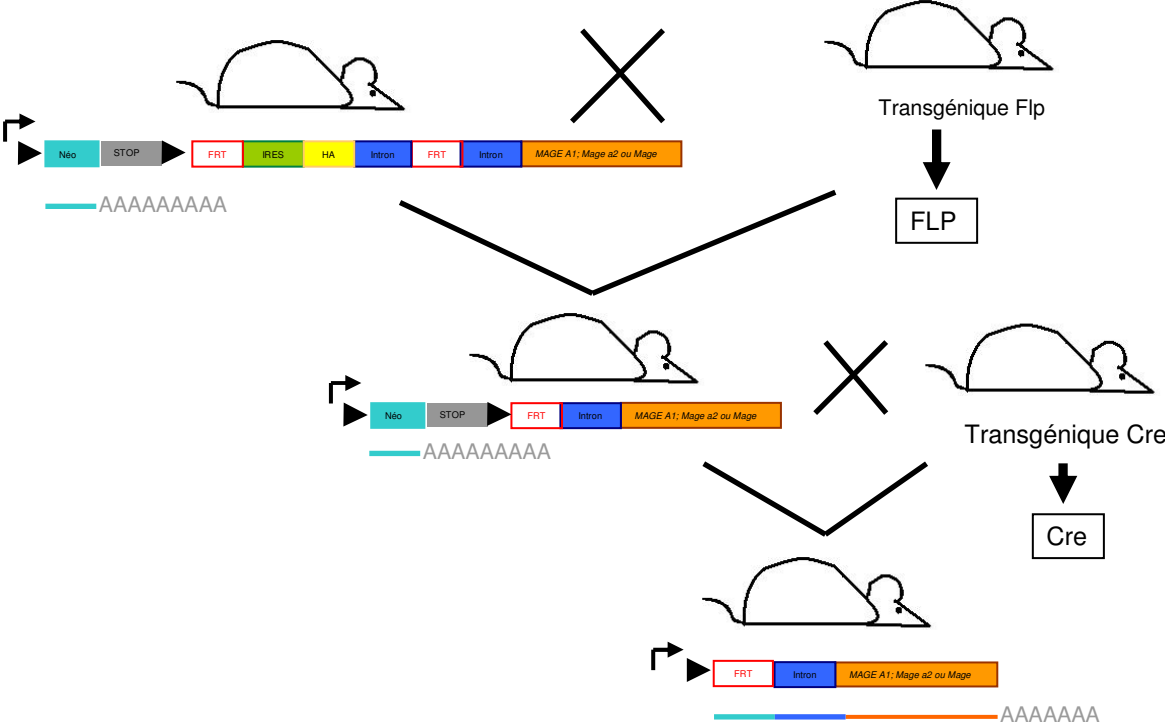 Transgénique Flp
Néo STOP FRT IRES HA Intron FRT Intron MAGE A1; Mage a2 ou Mage
AAAAAAAAA
FLP
Néo STOP FRT Intron MAGE A1; Mage a2 ou Mage
AAAAAAAAA
Transgénique Cre
Cre
FRT Intron MAGE A1; Mage a2 ou Mage
AAAAAAA